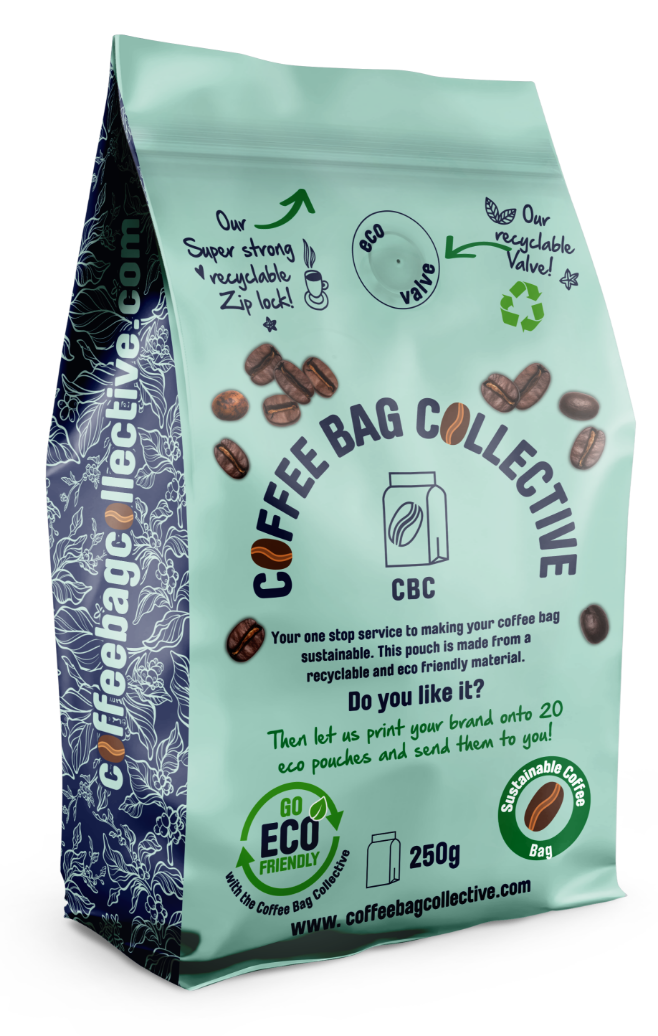 Our
Super strong
recyclable
Zip lock!
eco
valve
Our
recyclable
Valve!
COFFEE BAG COLLECTIVE
CBC
Your one stop service to making your coffee bag
sustainable. This pouch is made from a
recyclable and eco friendly material.
Do you like it?
Then let us print your brand onto 20
eco pouches and send them to you!
GO
ECO
FRIENDLY
with the Coffee Bag Collective
250g
Sustainable Coffee
Bag
www. coffeebagcollective.com
coffeebagcollective.com